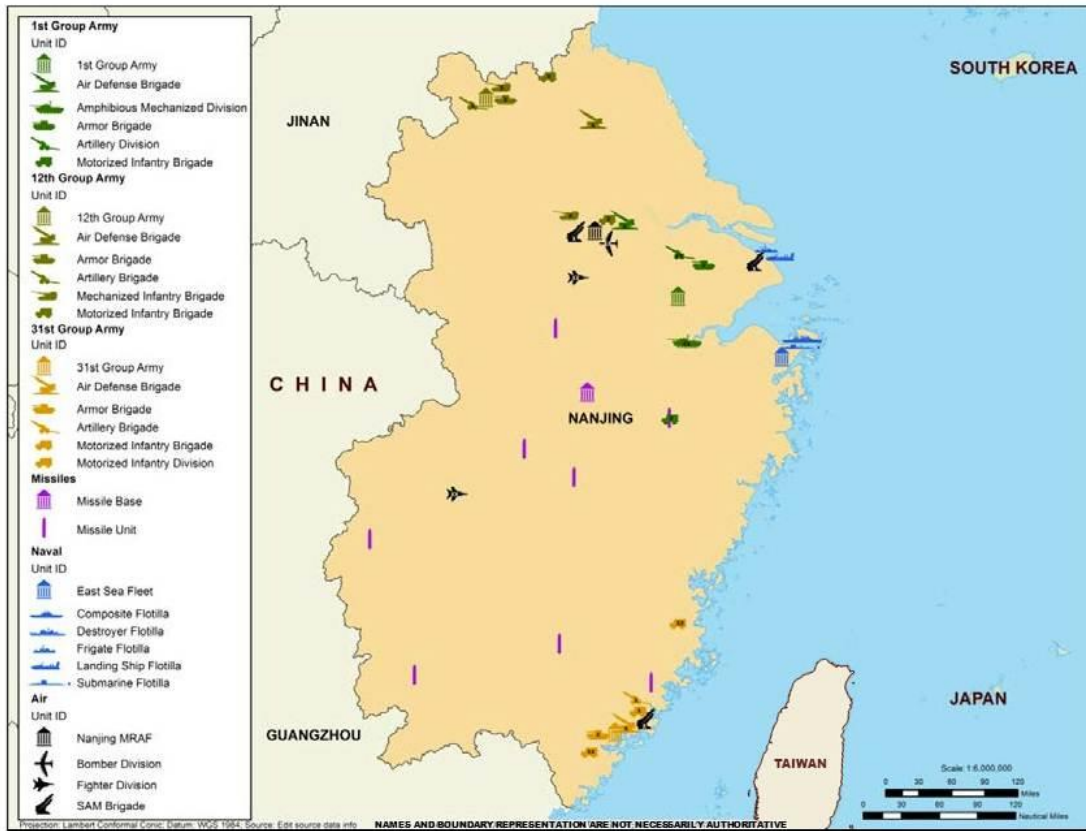 1st Group Army
Unit ID
1st Group Army
Air Defense Brigade
Amphibious Mechanized Division
Armor Brigade
Artillery Division
Motorized Infantry Brigade
12th Group Army
Unit ID
12th Group Army
Air Defense Brigade
Armor Brigade
Artillery Brigade
Mechanized Infantry Brigade
Motorized Infantry Brigade
31st Group Army
Unit ID
31st Group Army
Air Defense Brigade
Armor Brigade
Artillery Brigade
Motorized Infantry Brigade
Motorized Infantry Division
Missiles
Missile Base
Missile Unit
Naval
Unit ID
East Sea Fleet
Composite Flotilla
Destroyer Flotilla
Frigate Flotilla
Landing Ship Flotilla
Submarine Flotilla
Air
Unit ID
Nanjing MRAF
Bomber Division
Fighter Division
SAM Brigade
SOUTH KOREA
JINAN
CHINA
NANJING
GUANGZHOU
TAIWAN
JAPAN
Scale: 1:6,000,000
0 30 60 90 120
Miles
0 30 60 90 120
Nautical Miles
Projection: Lambert Conformal Conic; Datum: WGS 1984; Source: Edit source data info
NAMES AND BOUNDARY REPRESENTATION ARE NOT NECESSARILY AUTHORITATIVE